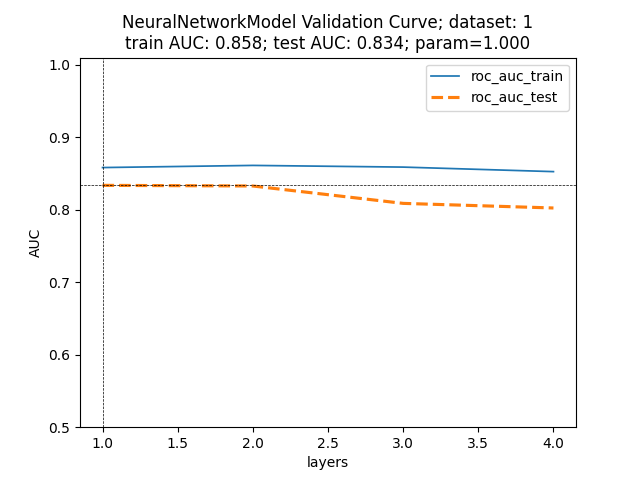 NeuralNetworkModel Validation Curve; dataset: 1
train AUC: 0.858; test AUC: 0.834; param=1.000
roc_auc_train
roc_auc_test
1.0
0.9
0.8
0.7
0.6
0.5
AUC
1.0 1.5 2.0 2.5 3.0 3.5 4.0
layers